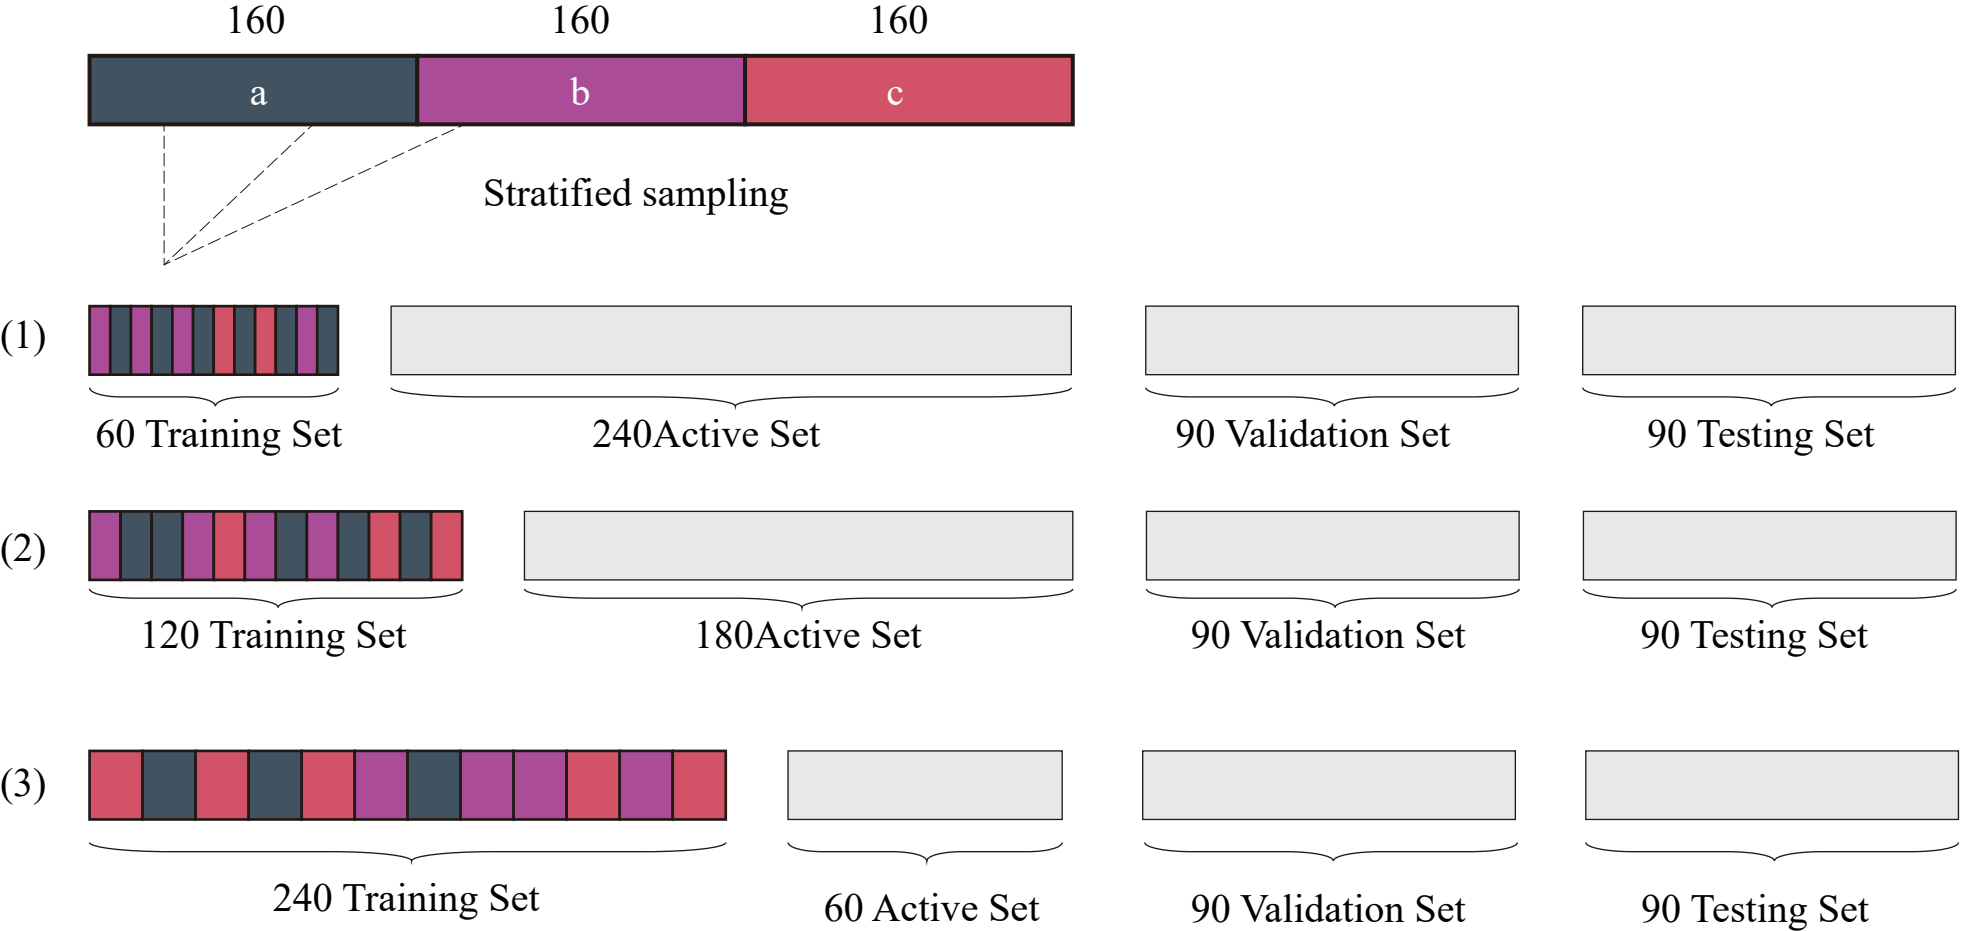 160 160 160
a b c
Stratified sampling
(1)
60 Training Set 240Active Set 90 Validation Set 90 Testing Set
(2)
120 Training Set 180Active Set 90 Validation Set 90 Testing Set
(3)
240 Training Set 60 Active Set 90 Validation Set 90 Testing Set